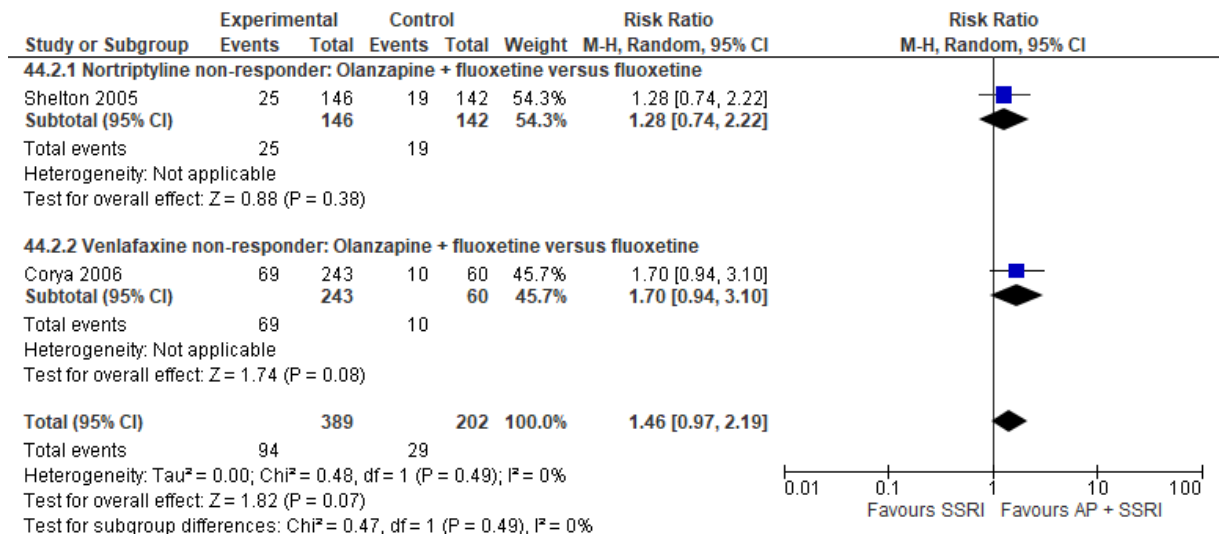 Experimental Control Risk Ratio Risk Ratio
Study or Subgroup Events Total Events Total Weight M-H, Random, 95% CI M-H, Random, 95% CI
44.2.1 Nortriptyline non-responder: Olanzapine + fluoxetine versus fluoxetine
Shelton 2005 25 146 19 142 54.3% 1.28 [0.74, 2.22]
Subtotal (95% CI) 146 142 54.3% 1.28 [0.74, 2.22]
Total events 25 19
Heterogeneity: Not applicable
Test for overall effect: Z = 0.88 (P = 0.38)
44.2.2 Venlafaxine non-responder: Olanzapine + fluoxetine versus fluoxetine
Corya 2006 69 243 10 60 45.7% 1.70 [0.94, 3.10]
Subtotal (95% CI) 243 60 45.7% 1.70 [0.94, 3.10]
Total events 69 10
Heterogeneity: Not applicable
Test for overall effect: Z = 1.74 (P = 0.08)
Total (95% CI) 389 202 100.0% 1.46 [0.97, 2.19]
Total events 94 29
Heterogeneity: Tau² = 0.00; Chi² = 0.48, df = 1 (P = 0.49); I² = 0%
Test for overall effect: Z = 1.82 (P = 0.07)
Test for subgroup differences: Chi² = 0.47, df = 1 (P = 0.49), I² = 0%
0.01 0.1 1 10 100
Favours SSRI Favours AP + SSRI